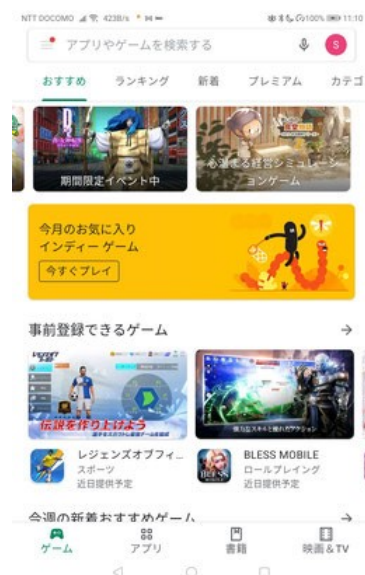 NTT DOCOMO 423B/s 100% 11:10
アプリやゲームを検索する
S
おすすめ ランキング 新着 プレミアム カテゴ
期間限定イベント中
心温まる経営シミュレーションゲーム
今月のお気に入り
インディー ゲーム
今すぐプレイ
事前登録できるゲーム
伝説を作り上げよう
レジェンズオブフィ...
スポーツ
近日提供予定
BLESS MOBILE
ロールプレイング
近日提供予定
今週の新着おすすめゲーム
ゲーム アプリ 書籍 映画&TV